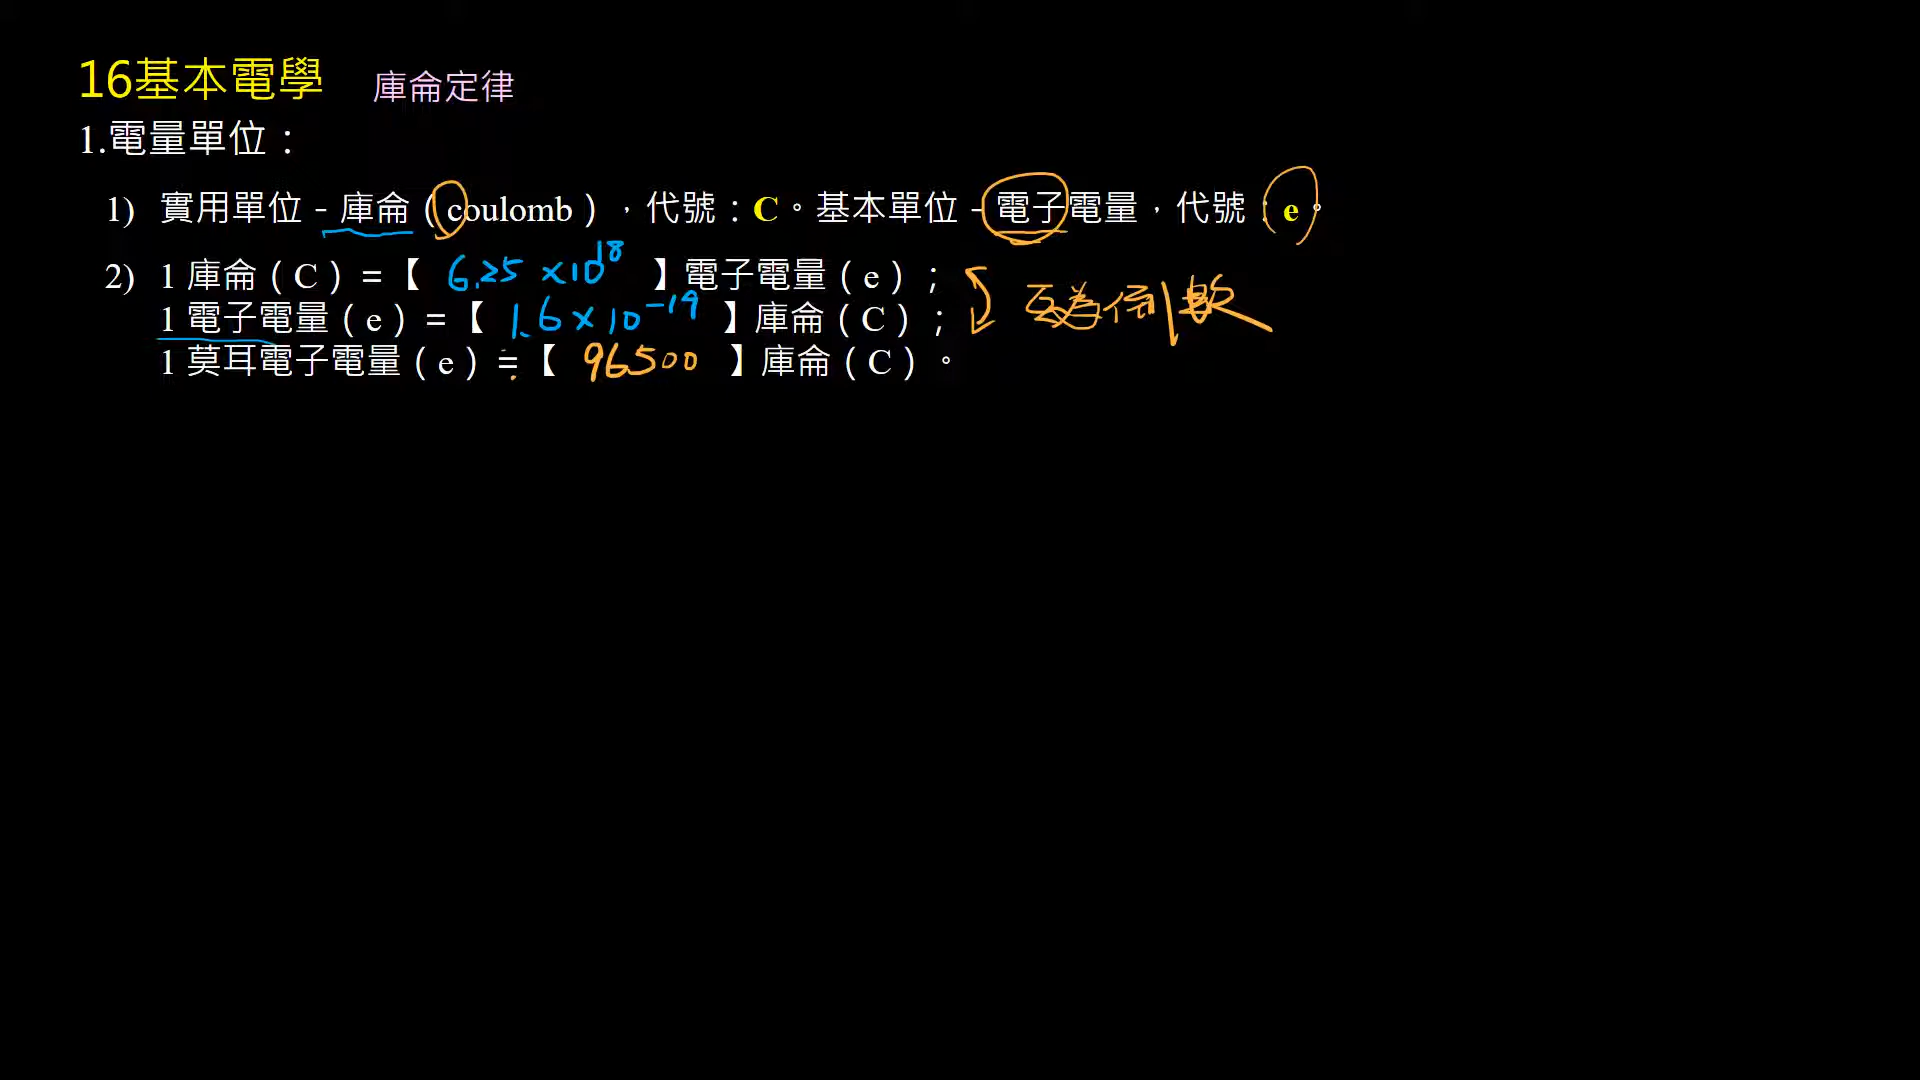 16基本電學 庫侖定律
1.電量單位：
1) 實用單位－庫侖（coulomb），代號：C。基本單位－電子電量，代號：e。
2) 1 庫侖（C）＝【 6.25 ×10^18 】電子電量（e）；
1 電子電量（e）＝【 1.6×10^-19 】庫侖（C）；
互為倒數
1 莫耳電子電量（e）≑【 96500 】庫侖（C）。